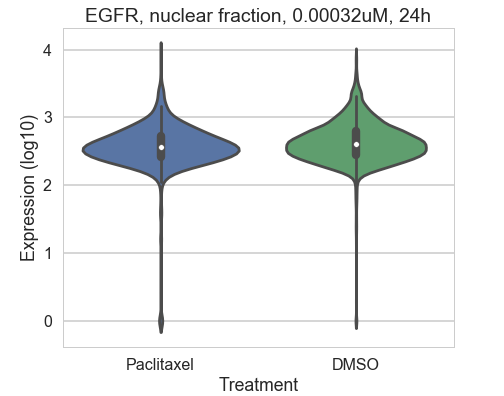 EGFR, nuclear fraction, 0.00032uM, 24h
Expression (log10)
4
3
2
1
0
Paclitaxel DMSO
Treatment